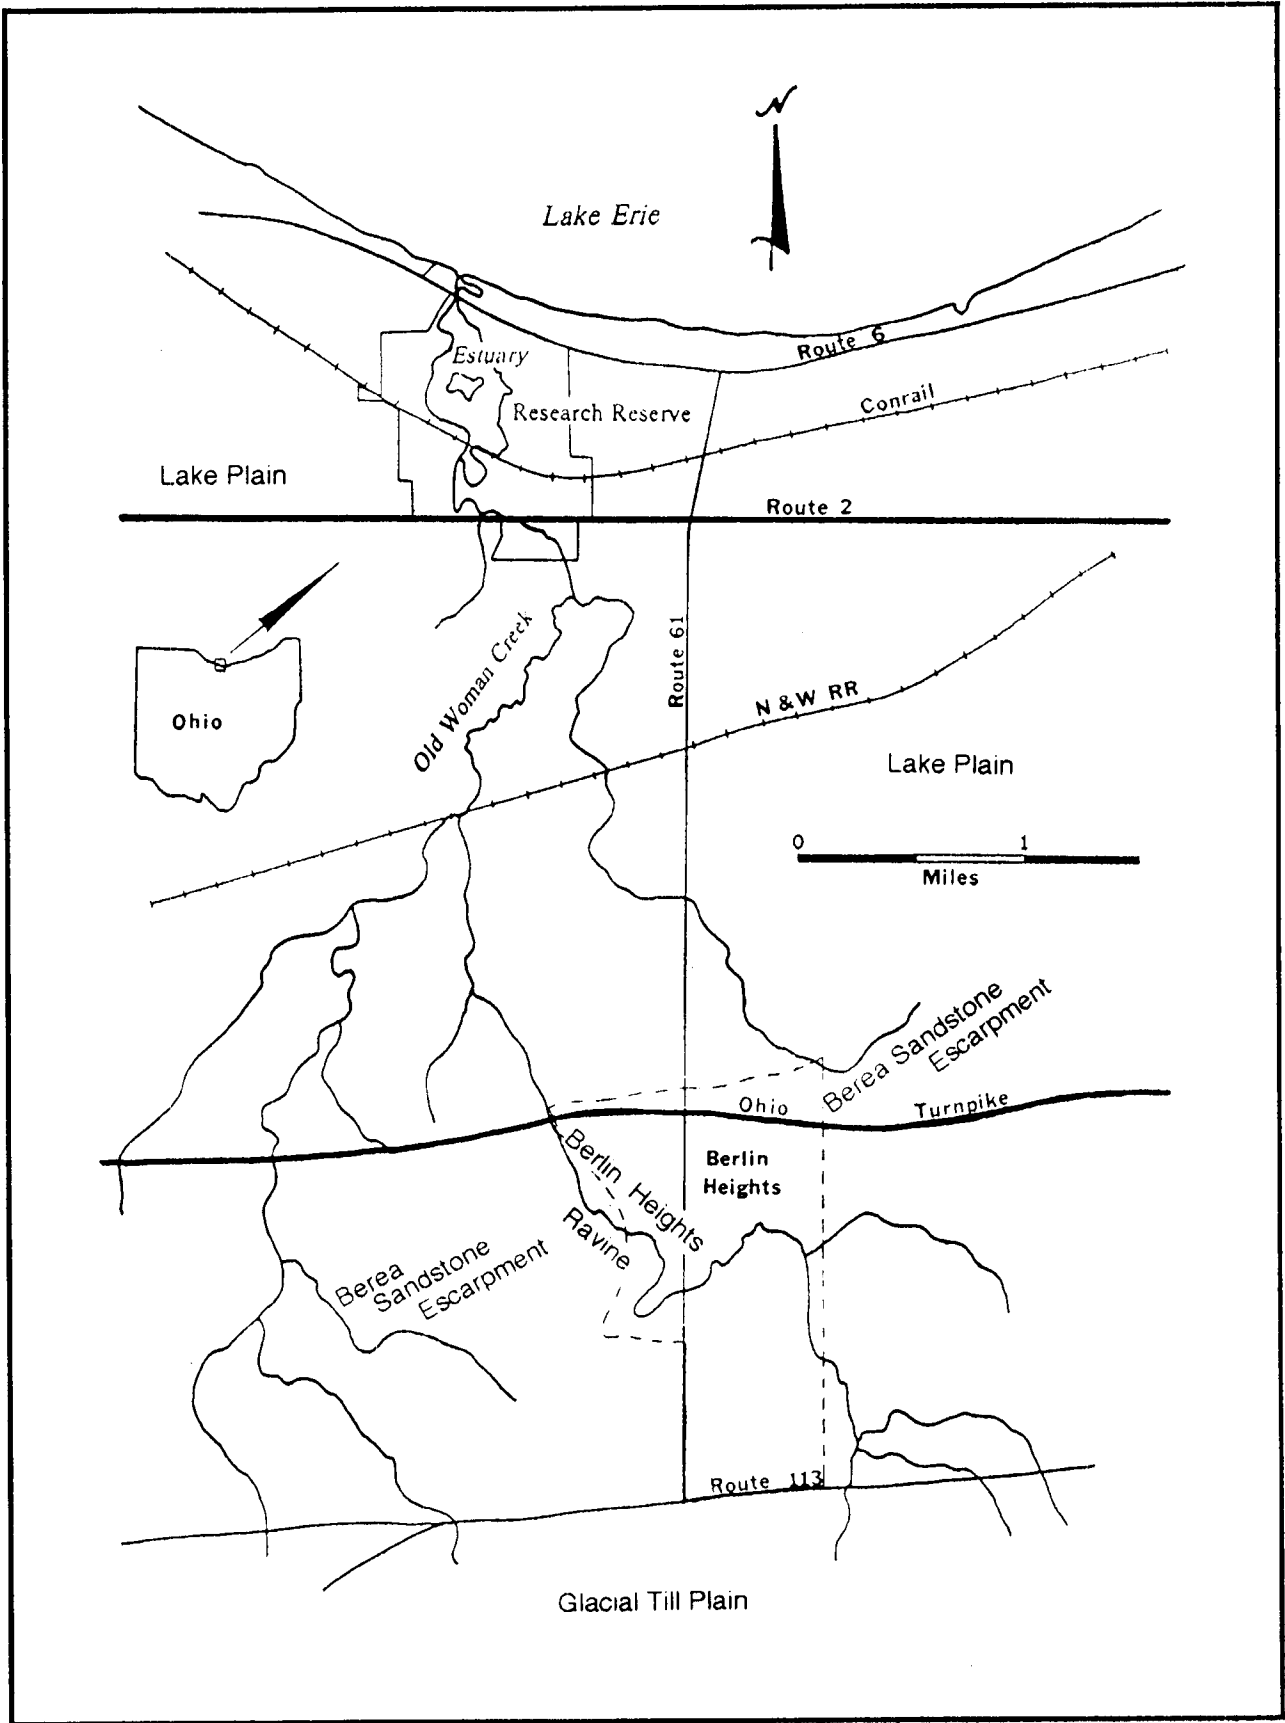 N
Lake Erie
Route 6
Estuary
Research Reserve
Conrail
Lake Plain
Route 2
Old Woman Creek
Route 61
Ohio
N & W RR
Lake Plain
0 1
Miles
Berea Sandstone
Escarpment
Ohio Turnpike
Berlin Heights
Ravine
Berlin
Heights
Berea
Sandstone
Escarpment
Route 113
Glacial Till Plain